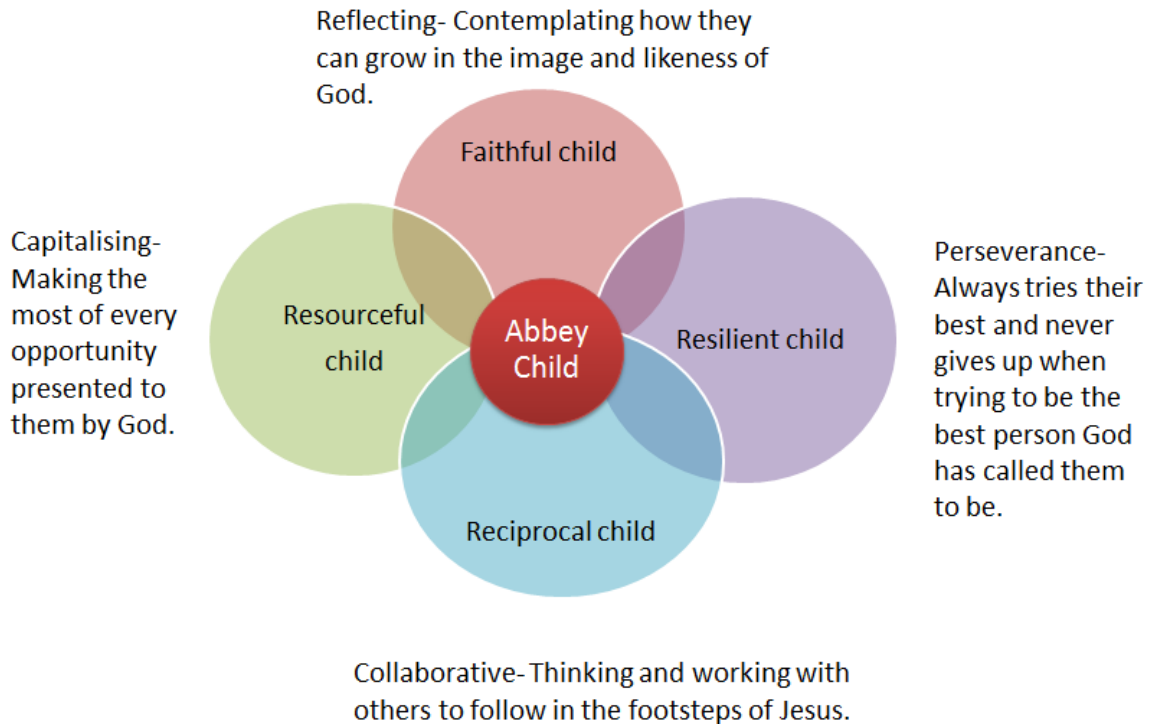 Reflecting- Contemplating how they
can grow in the image and likeness of
God.
Faithful child
Capitalising-
Making the
most of every
opportunity
presented to
them by God.
Resourceful
child
Abbey
Child
Resilient child
Perseverance-
Always tries their
best and never
gives up when
trying to be the
best person God
has called them
to be.
Reciprocal child
Collaborative- Thinking and working with
others to follow in the footsteps of Jesus.